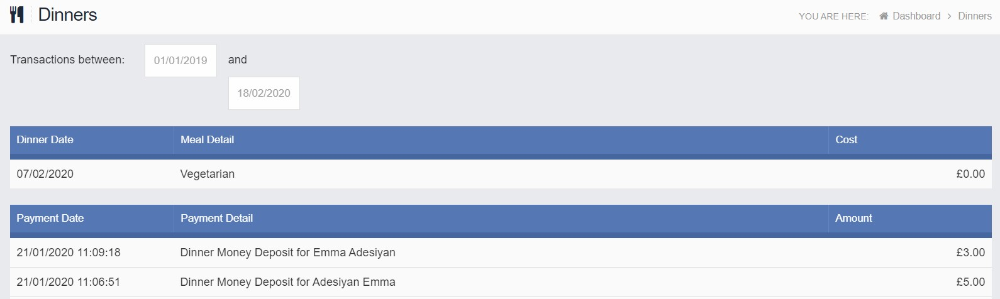 Dinners
YOU ARE HERE: Dashboard > Dinners
Transactions between: 01/01/2019 and
18/02/2020
Dinner Date Meal Detail Cost
07/02/2020 Vegetarian £0.00
Payment Date Payment Detail Amount
21/01/2020 11:09:18 Dinner Money Deposit for Emma Adesiyan £3.00
21/01/2020 11:06:51 Dinner Money Deposit for Adesiyan Emma £5.00